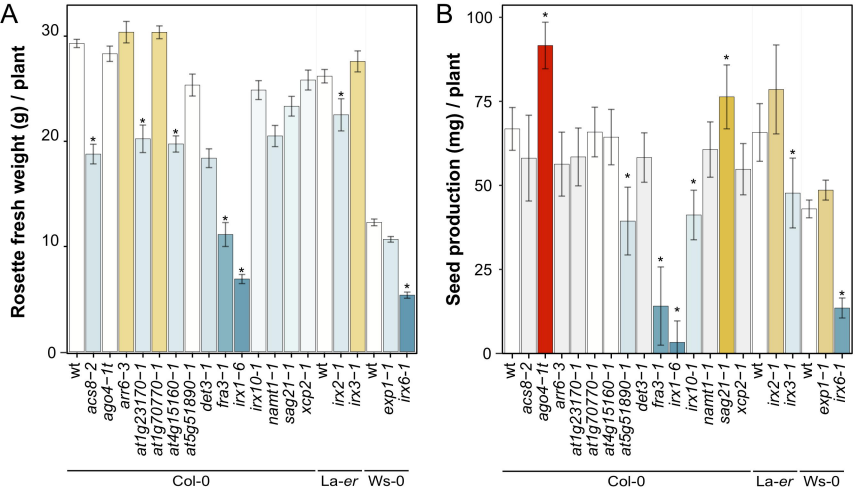 A
Rosette fresh weight (g) / plant
30
20
10
0
*
*
*
*
*
*
*
wt
acs8−2
ago4−1t
arr6−3
at1g23170−1
at1g70770−1
at4g15160−1
at5g51890−1
det3−1
fra3−1
irx1−6
irx10−1
namt1−1
sag21−1
xcp2−1
wt
irx2−1
irx3−1
wt
exp1−1
irx6−1
Col-0
La-er
Ws-0
B
Seed production (mg) / plant
100
75
50
25
0
*
*
*
*
*
*
*
*
wt
acs8−2
ago4-1t
arr6−3
at1g23170−1
at1g70770−1
at4g15160−1
at5g51890−1
det3−1
fra3−1
irx1−6
irx10-1
namt1−1
sag21−1
xcp2−1
wt
irx2−1
irx3−1
wt
exp1−1
irx6-1
Col-0
La-er
Ws-0